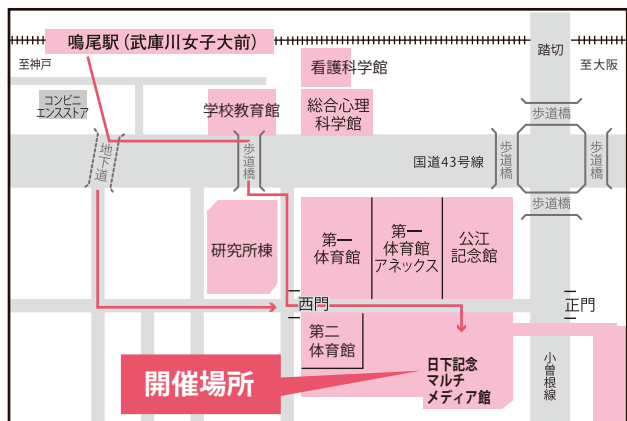 鳴尾駅（武庫川女子大前）
至神戸
踏切
至大阪
看護科学館
コンビニ
エンスストア
学校教育館
総合心理
科学館
歩道橋
地下道
歩道橋
国道43号線
歩道橋
歩道橋
歩道橋
研究所棟
第一
体育館
第一
体育館
アネックス
公江
記念館
西門
正門
第二
体育館
開催場所
日下記念
マルチ
メディア館
小曽根線